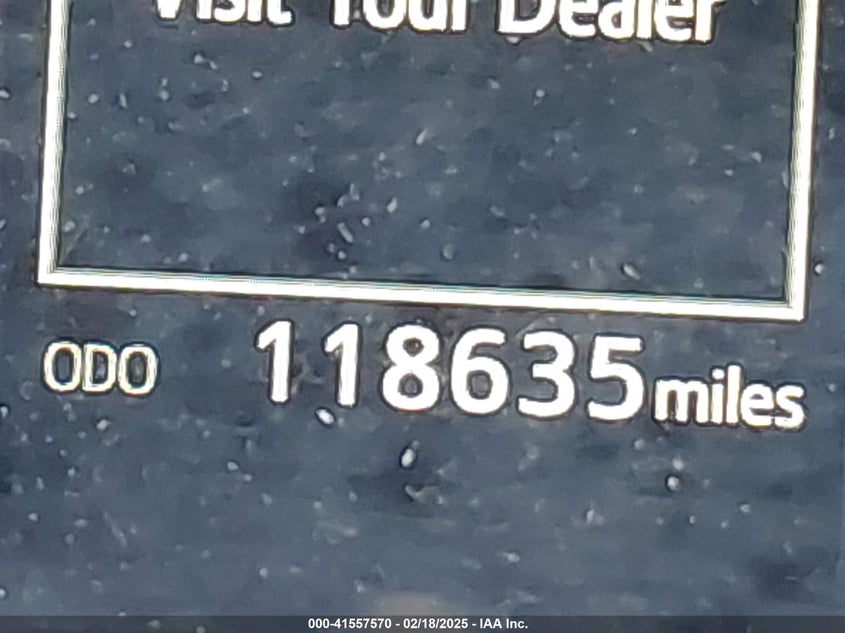 Visit Your Dealer
ODO 118635 miles
000-41557570 - 02/18/2025 - IAA Inc.